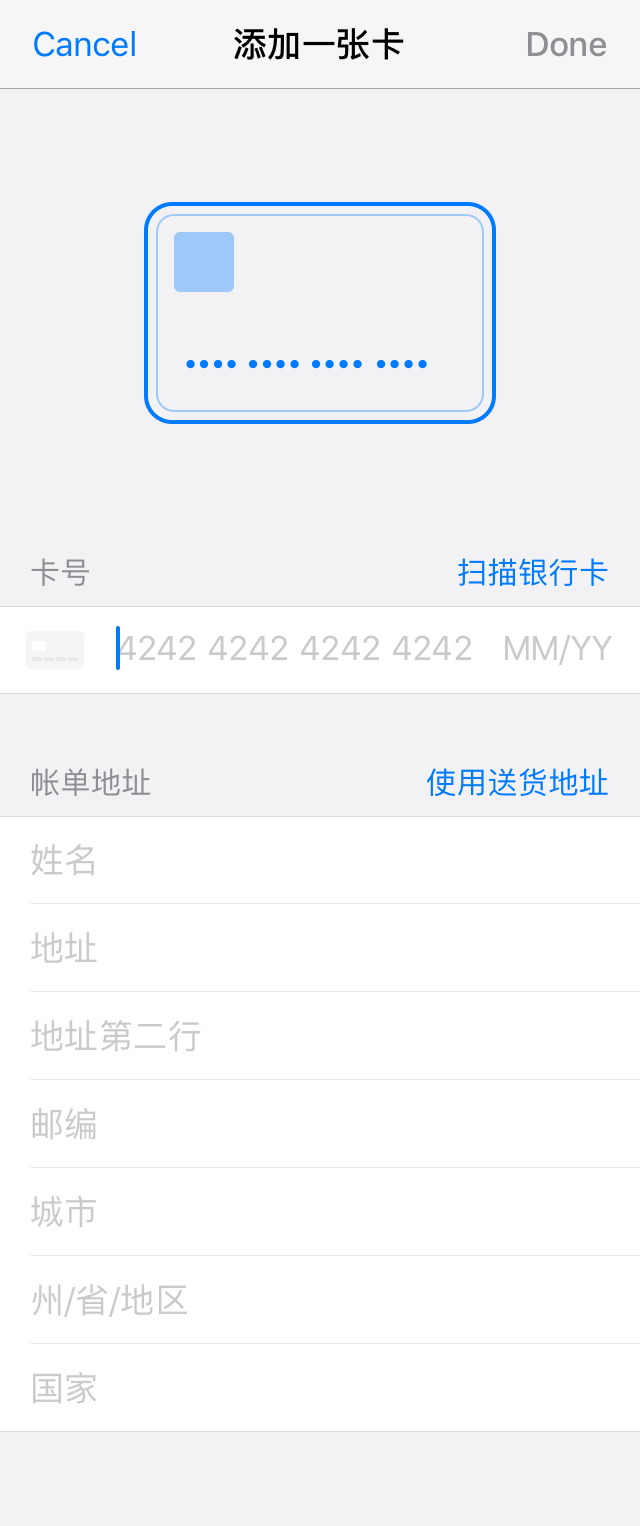 Cancel 添加一张卡 Done
卡号 扫描银行卡
4242 4242 4242 4242 MM/YY
帐单地址 使用送货地址
姓名
地址
地址第二行
邮编
城市
州/省/地区
国家